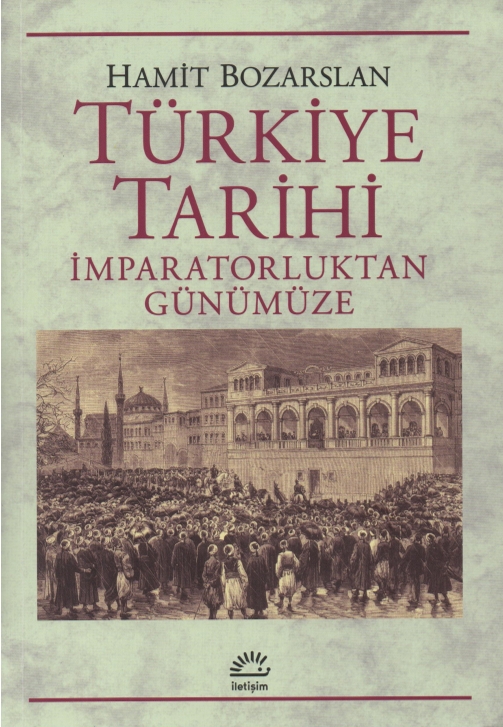 HAMİT BOZARSLAN
TÜRKİYE
TARİHİ
İMPARATORLUKTAN
GÜNÜMÜZE
iletişim